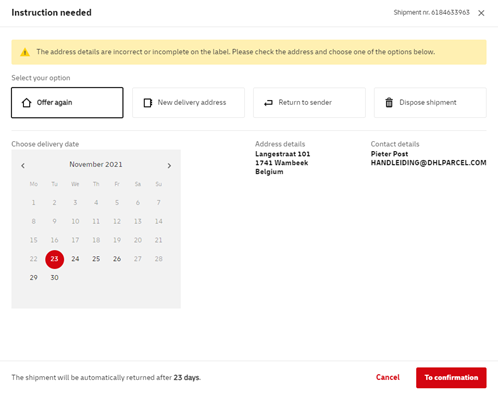 Instruction needed
Shipment nr. 6184633963
The address details are incorrect or incomplete on the label. Please check the address and choose one of the options below.
Select your option
Offer again
New delivery address
Return to sender
Dispose shipment
Choose delivery date
November 2021
Mo Tu We Th Fr Sa Su
1 2 3 4 5 6 7
8 9 10 11 12 13 14
15 16 17 18 19 20 21
22 23 24 25 26 27 28
29 30
Address details
Langestraat 101
1741 Wambeek
Belgium
Contact details
Pieter Post
HANDLEIDING@DHLPARCEL.COM
The shipment will be automatically returned after 23 days.
Cancel
To confirmation